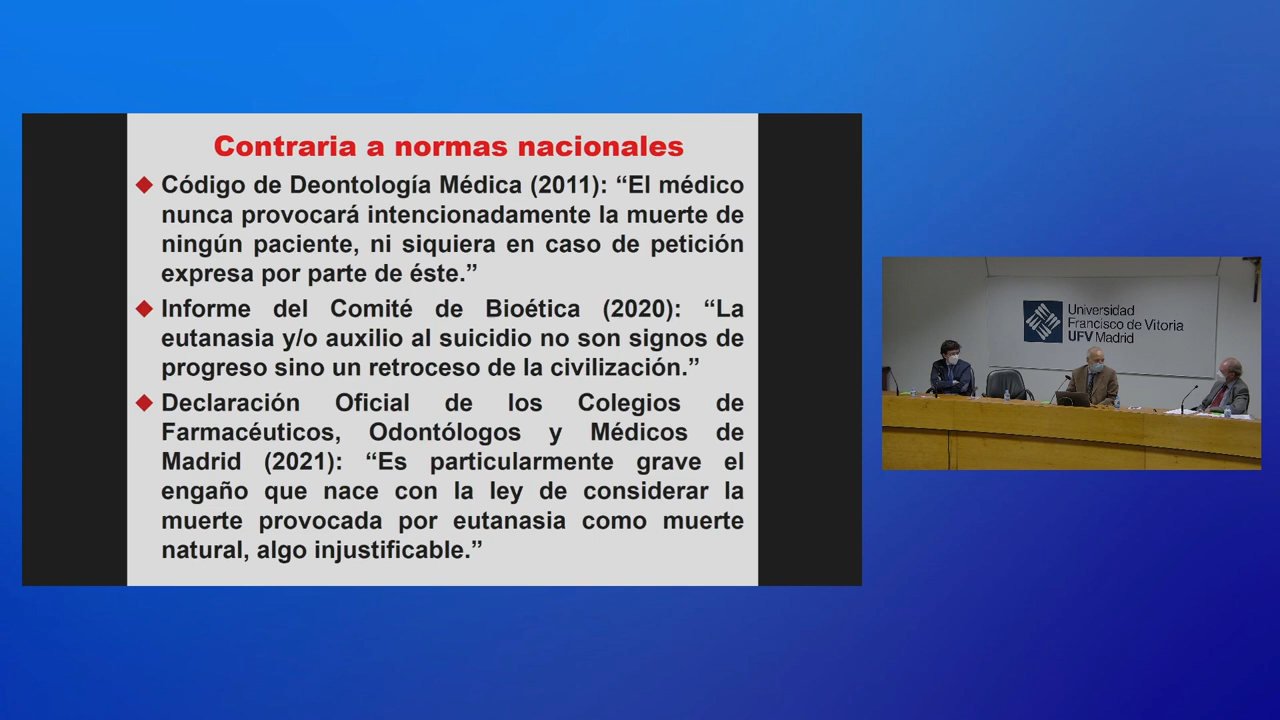 Contraria a normas nacionales
Código de Deontología Médica (2011): “El médico
nunca provocará intencionadamente la muerte de
ningún paciente, ni siquiera en caso de petición
expresa por parte de éste.”
Informe del Comité de Bioética (2020): “La
eutanasia y/o auxilio al suicidio no son signos de
progreso sino un retroceso de la civilización.”
Declaración Oficial de los Colegios de
Farmacéuticos, Odontólogos y Médicos de
Madrid (2021): “Es particularmente grave el
engaño que nace con la ley de considerar la
muerte provocada por eutanasia como muerte
natural, algo injustificable.”
Universidad
Francisco de Vitoria
UFV Madrid